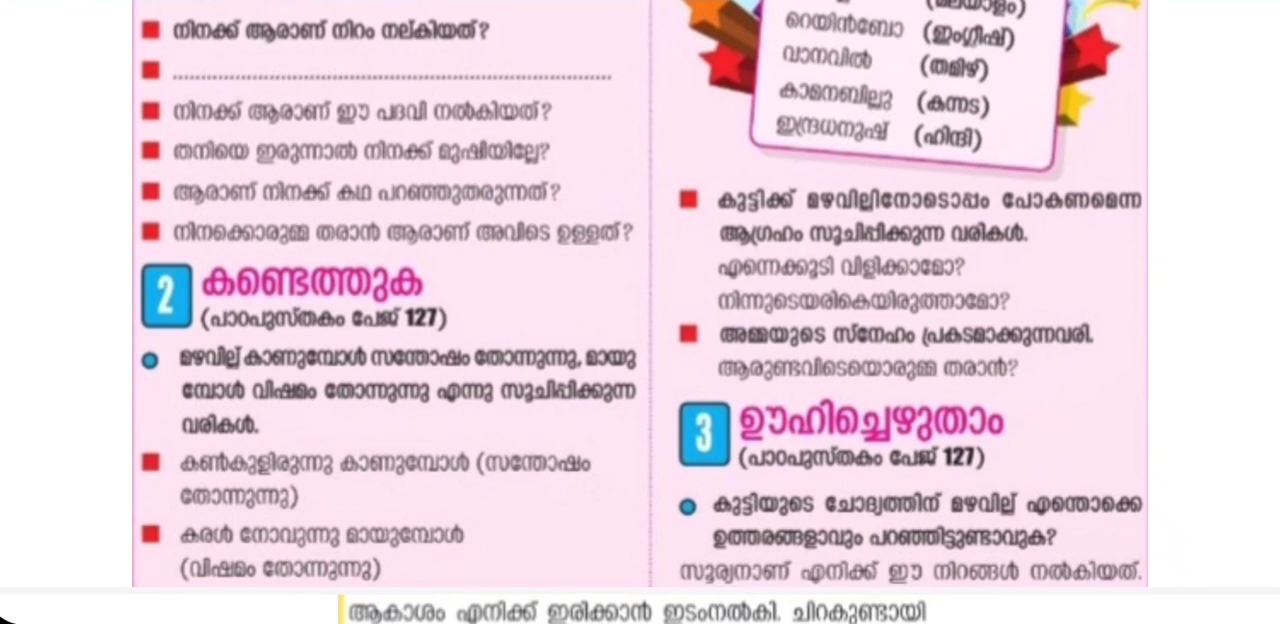 നിനക്ക് ആരാണ് നിറം നല്കിയത്?
......................................................................................
നിനക്ക് ആരാണ് ഈ പദവി നൽകിയത്?
തനിയെ ഇരുന്നാൽ നിനക്ക് മുഷിയില്ലേ?
ആരാണ് നിനക്ക് കഥ പറഞ്ഞുതരുന്നത്?
നിനക്കൊരുമ്മ തരാൻ ആരാണ് അവിടെ ഉള്ളത്?
2 കണ്ടെത്തുക
(പാഠപുസ്തകം പേജ് 127)
മഴവില്ല് കാണുമ്പോൾ സന്തോഷം തോന്നുന്നു, മായു
മ്പോൾ വിഷമം തോന്നുന്നു എന്നു സൂചിപ്പിക്കുന്ന
വരികൾ.
കൺകുളിരുന്നു കാണുമ്പോൾ (സന്തോഷം
തോന്നുന്നു)
കരൾ നോവുന്നു മായുമ്പോൾ
(വിഷമം തോന്നുന്നു)
(മലയാളം)
റെയിൻബോ (ഇംഗ്ലീഷ്)
വാനവിൽ (തമിഴ്)
കാമനബില്ലു (കന്നട)
ഇന്ദ്രധനുഷ് (ഹിന്ദി)
കുട്ടിക്ക് മഴവില്ലിനോടൊപ്പം പോകണമെന്ന
ആഗ്രഹം സൂചിപ്പിക്കുന്ന വരികൾ.
എന്നെക്കൂടി വിളിക്കാമോ?
നിന്നുടെയരികെയിരുത്താമോ?
അമ്മയുടെ സ്നേഹം പ്രകടമാക്കുന്നവരി.
ആരുണ്ടവിടെയൊരുമ്മ തരാൻ?
3 ഊഹിച്ചെഴുതാം
(പാഠപുസ്തകം പേജ് 127)
കുട്ടിയുടെ ചോദ്യത്തിന് മഴവില്ല് എന്തൊക്കെ
ഉത്തരങ്ങളാവും പറഞ്ഞിട്ടുണ്ടാവുക?
സൂര്യനാണ് എനിക്ക് ഈ നിറങ്ങൾ നൽകിയത്.
ആകാശം എനിക്ക് ഇരിക്കാൻ ഇടംനൽകി. ചിറകുണ്ടായി